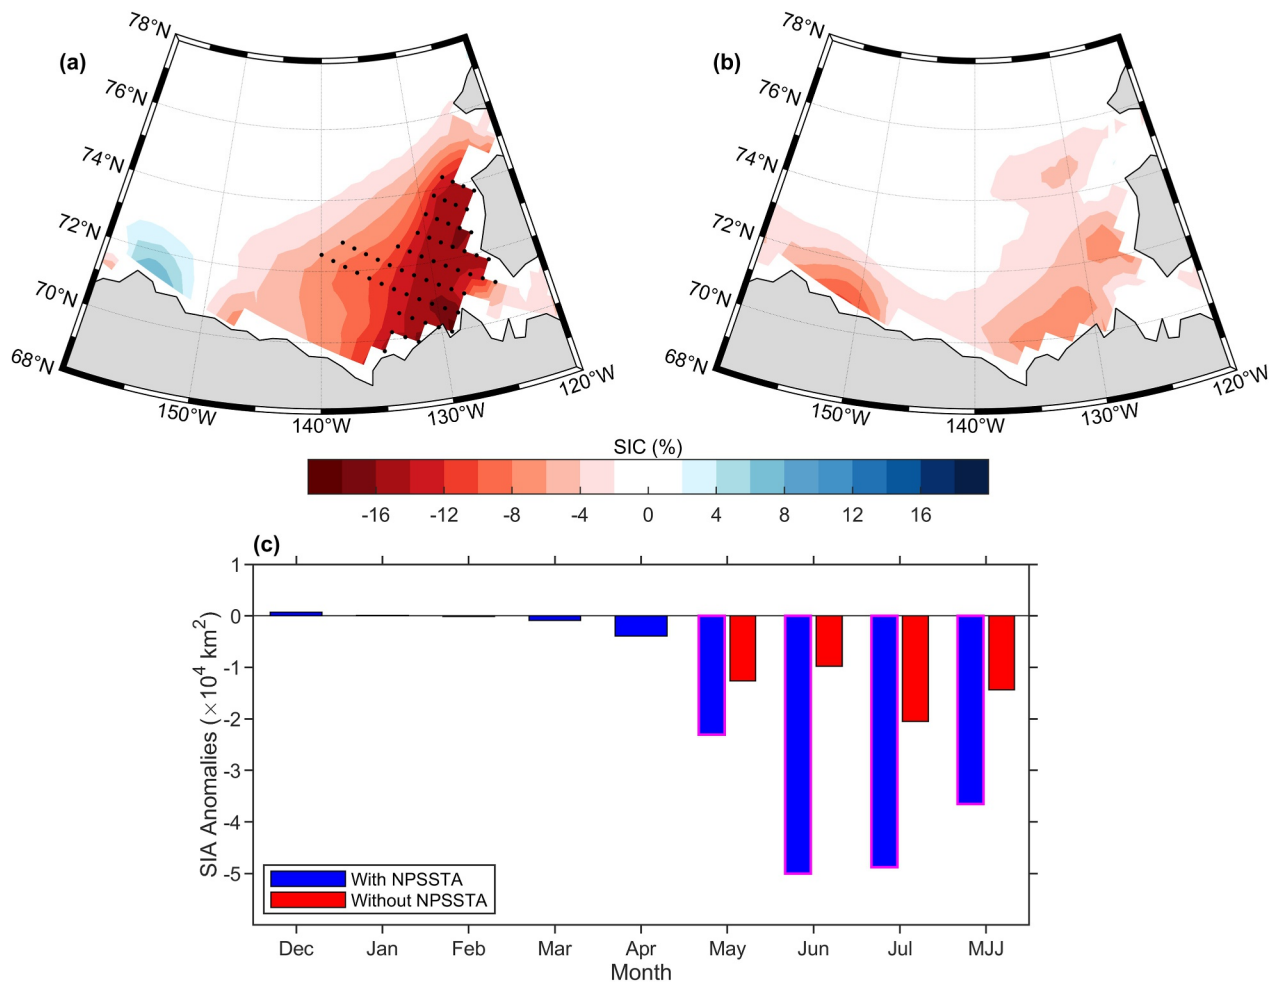 (a)
78°N
76°N
74°N
72°N
70°N
68°N
150°W
140°W
130°W
120°W
(b)
78°N
76°N
74°N
72°N
70°N
68°N
150°W
140°W
130°W
120°W
SIC (%)
-16 -12 -8 -4 0 4 8 12 16
(c)
SIA Anomalies (×10⁴ km²)
1
0
-1
-2
-3
-4
-5
With NPSSTA
Without NPSSTA
Dec Jan Feb Mar Apr May Jun Jul MJJ
Month